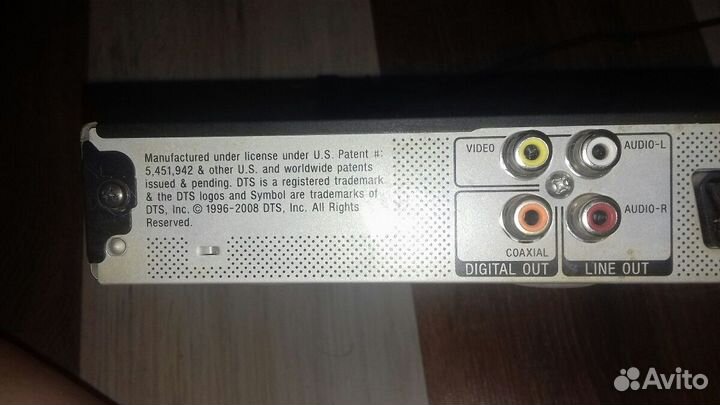 Manufactured under license under U.S. Patent #:
5,451,942 & other U.S. and worldwide patents
issued & pending. DTS is a registered trademark
& the DTS logos and Symbol are trademarks of
DTS, Inc. © 1996-2008 DTS, Inc. All Rights
Reserved.
VIDEO
AUDIO-L
AUDIO-R
COAXIAL
DIGITAL OUT
LINE OUT
Avito